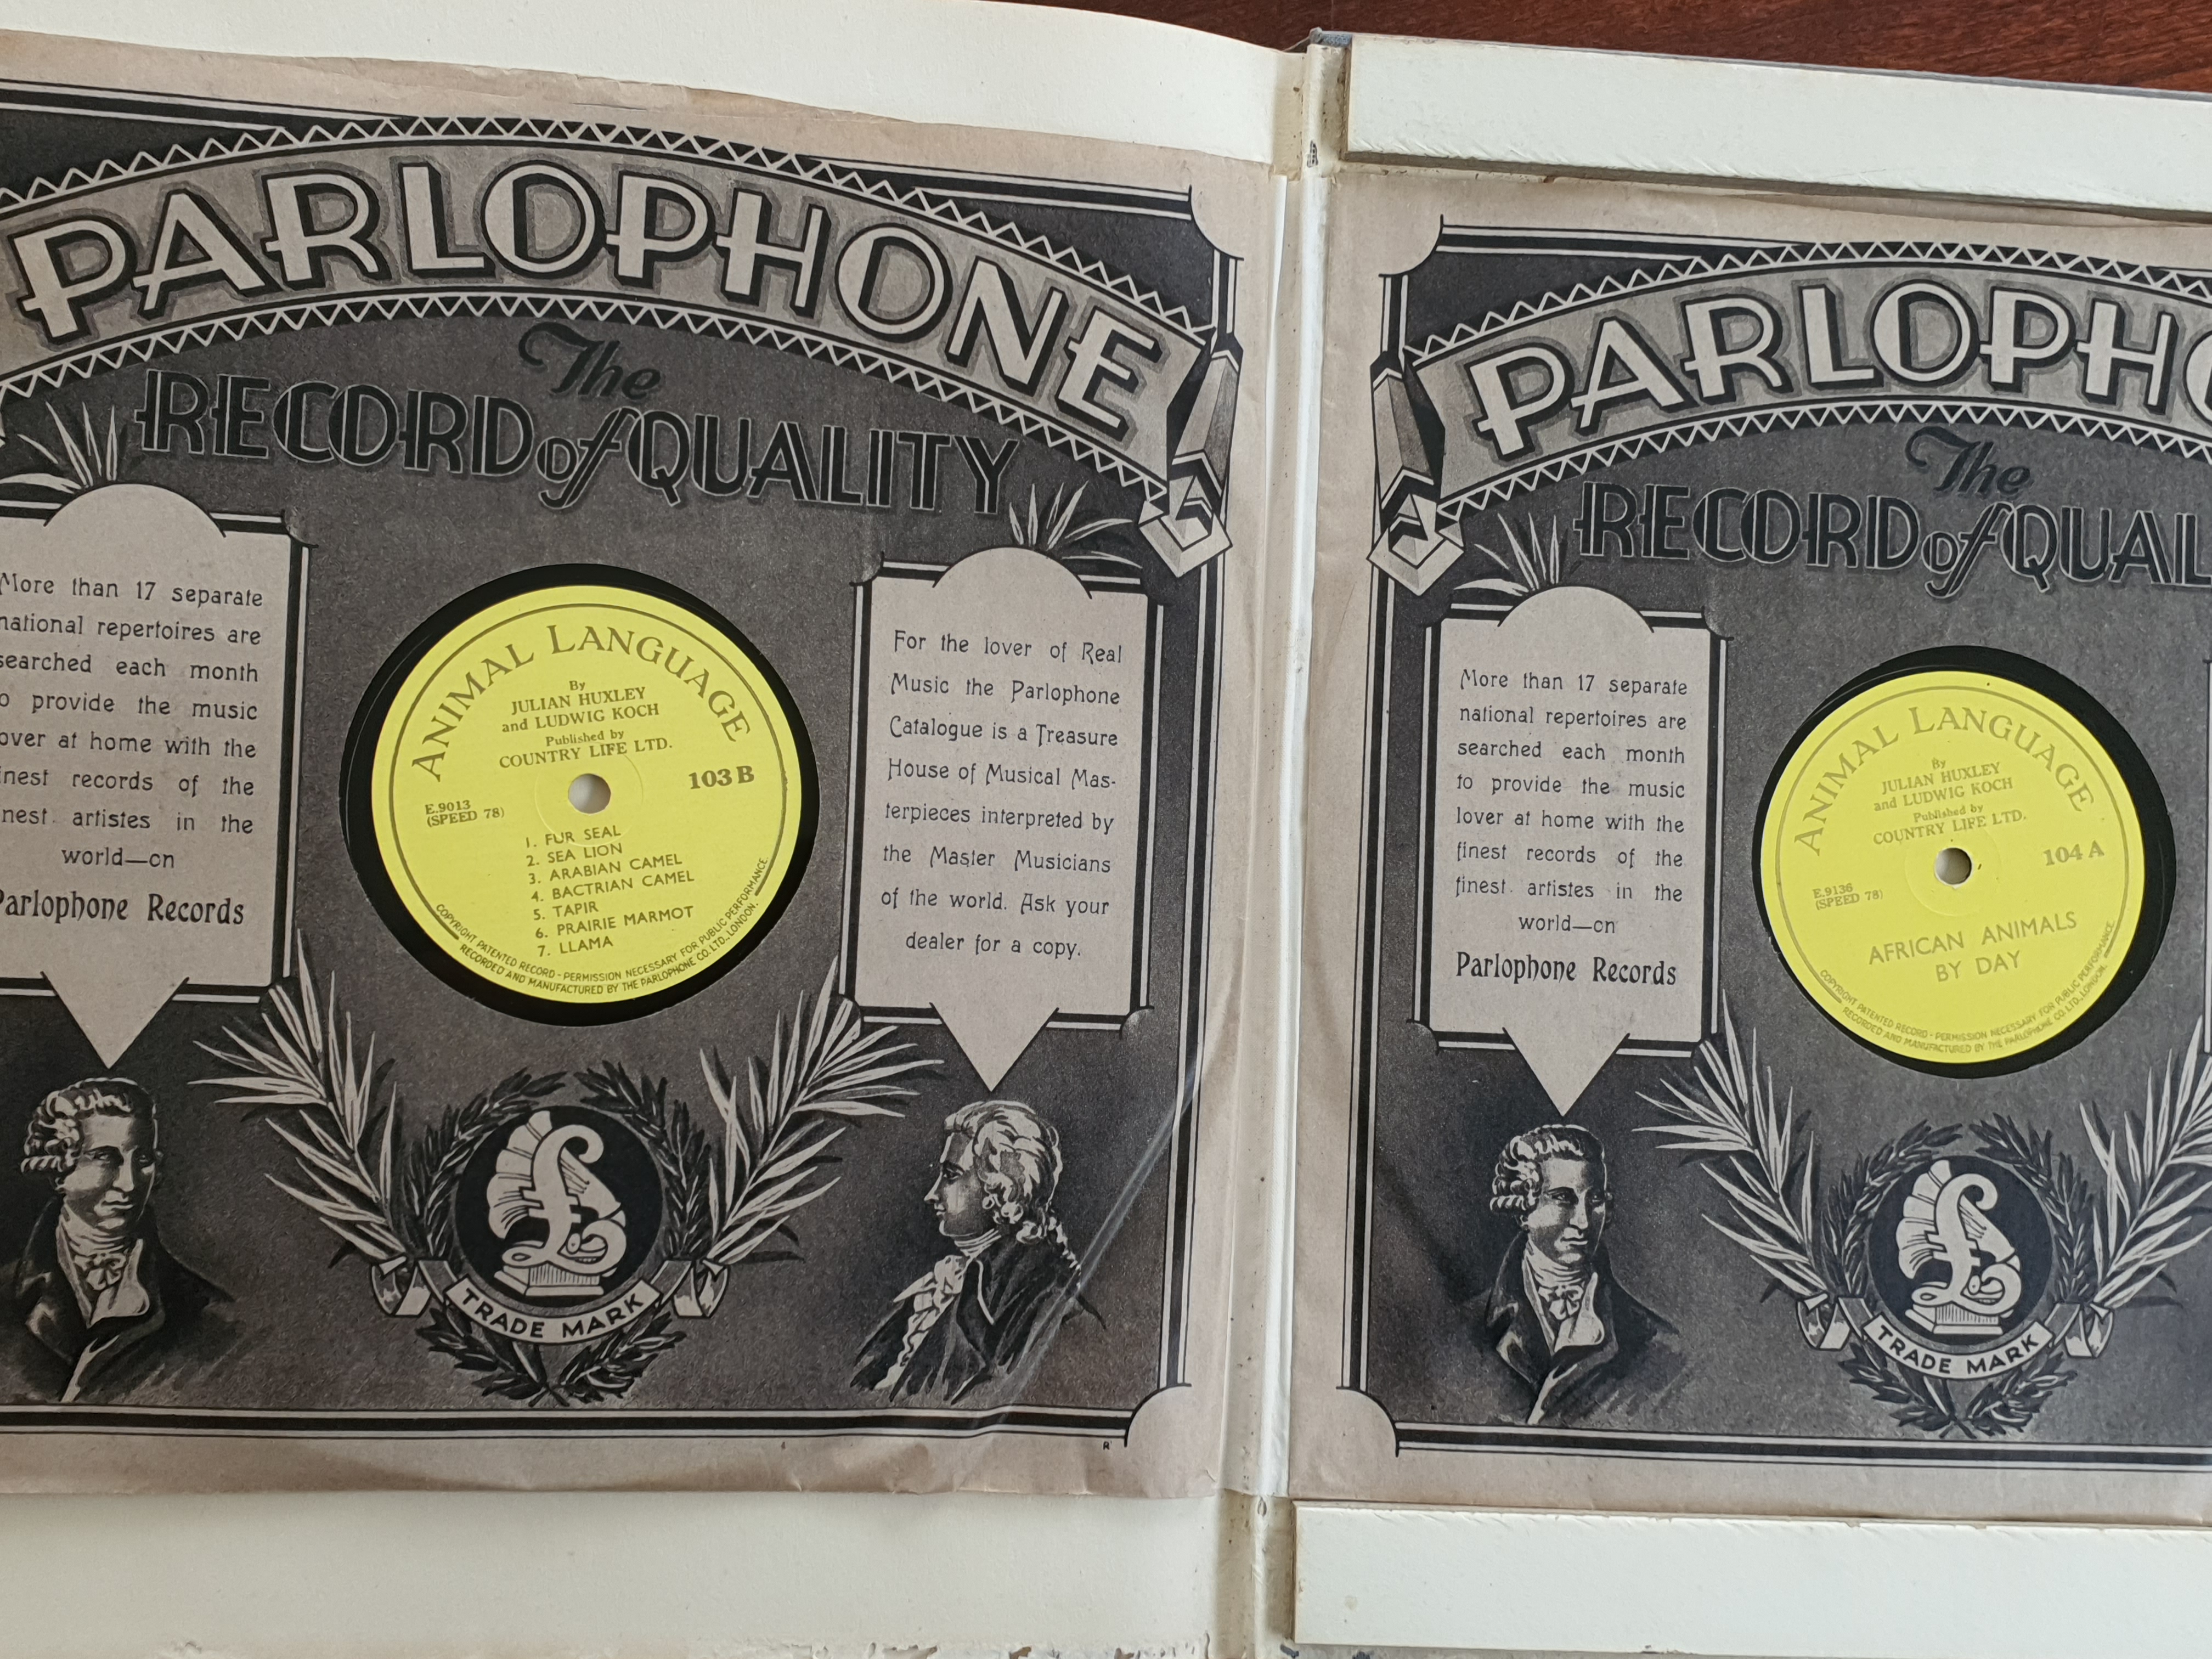 PARLOPHONE
The
RECORD of QUALITY
More than 17 separate
national repertoires are
searched each month
provide the music
over at home with the
records of the
artistes in the
world—on
Parlophone Records
ANIMAL LANGUAGE
By
JULIAN HUXLEY
and LUDWIG KOCH
Published by
COUNTRY LIFE LTD.
103 B
E.9013
(SPEED 78)
1. FUR SEAL
2. SEA LION
3. ARABIAN CAMEL
4. BACTRIAN CAMEL
5. TAPIR
6. PRAIRIE MARMOT
7. LLAMA
COPYRIGHT PATENTED RECORD - PERMISSION NECESSARY FOR PUBLIC PERFORMANCE
RECORDED AND MANUFACTURED BY THE PARLOPHONE CO. LTD., LONDON.
For the lover of Real
Music the Parlophone
Catalogue is a Treasure
House of Musical Mas-
terpieces interpreted by
the Master Musicians
of the world. Ask your
dealer for a copy.
TRADE MARK
R
PARLOPHO
The
RECORD of QUAL
More than 17 separate
national repertoires are
searched each month
to provide the music
lover at home with the
finest records of the
finest artistes in the
world—on
Parlophone Records
ANIMAL LANGUAGE
By
JULIAN HUXLEY
and LUDWIG KOCH
Published by
COUNTRY LIFE LTD.
104 A
E.9136
(SPEED 78)
AFRICAN ANIMALS
BY DAY
COPYRIGHT PATENTED RECORD - PERMISSION NECESSARY FOR PUBLIC PERFORMANCE
RECORDED AND MANUFACTURED BY THE PARLOPHONE CO. LTD., LONDON.
TRADE MARK